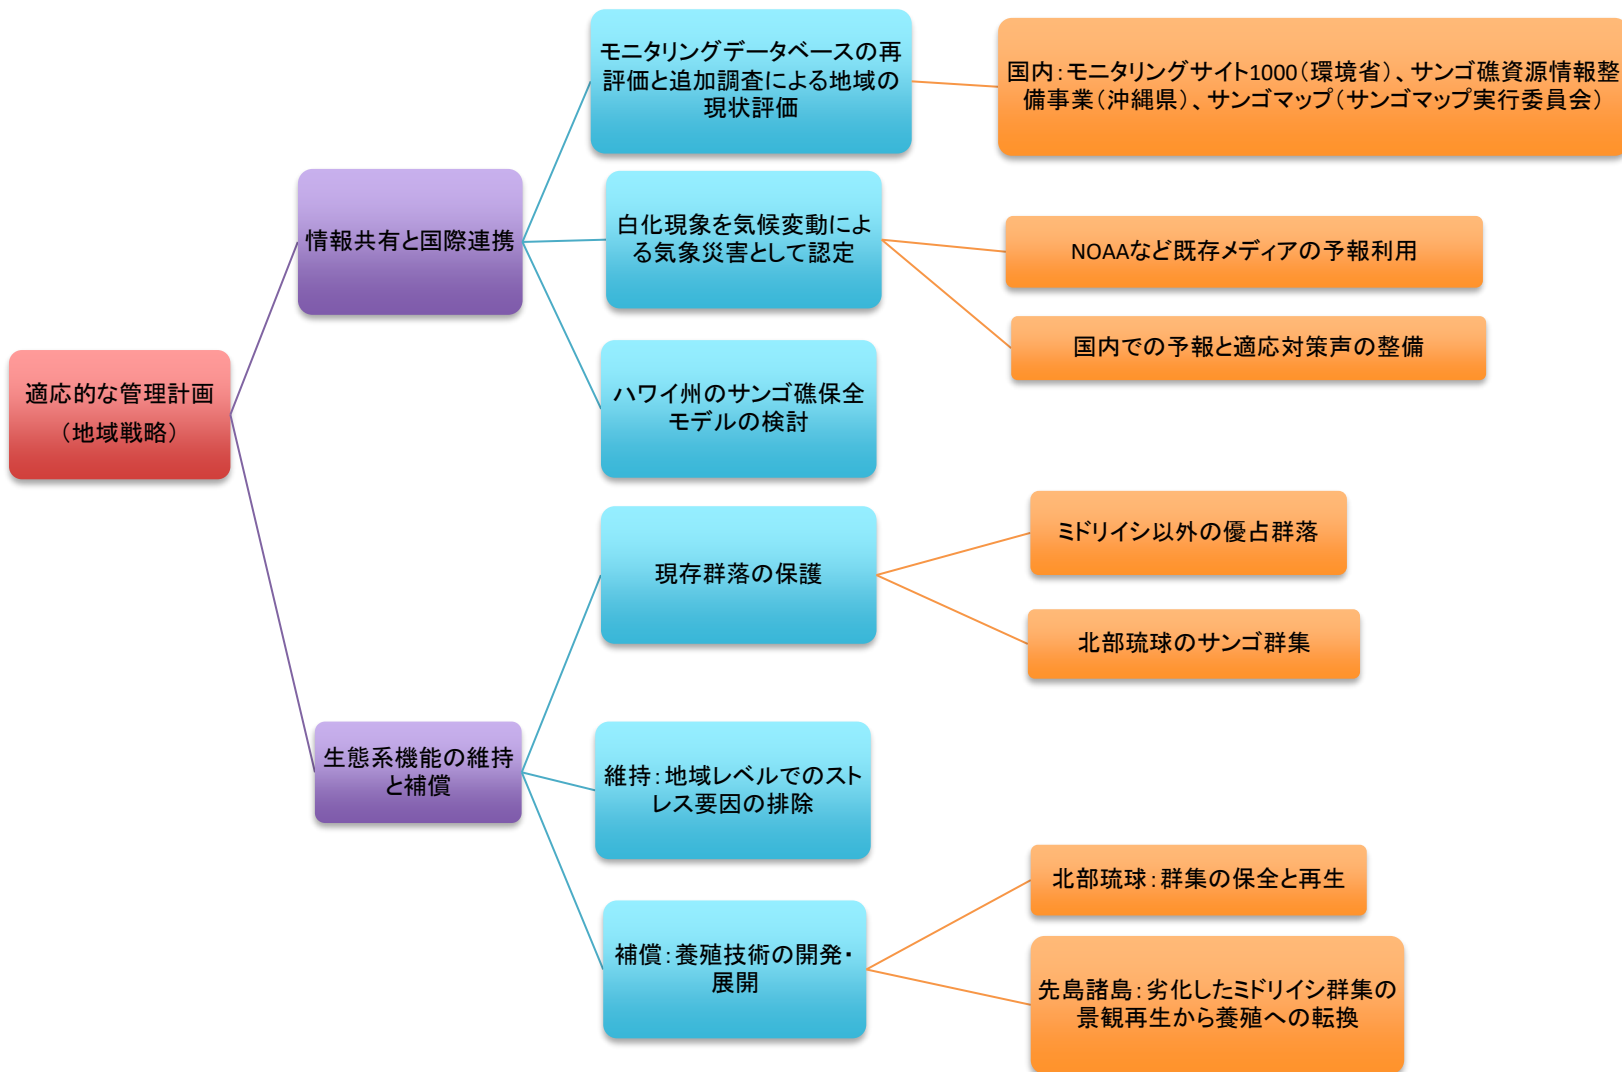 適応的な管理計画
（地域戦略）
情報共有と国際連携
モニタリングデータベースの再
評価と追加調査による地域の
現状評価
国内：モニタリングサイト1000（環境省）、サンゴ礁資源情報整
備事業（沖縄県）、サンゴマップ（サンゴマップ実行委員会）
白化現象を気候変動によ
る気象災害として認定
NOAAなど既存メディアの予報利用
国内での予報と適応対策声の整備
ハワイ州のサンゴ礁保全
モデルの検討
生態系機能の維持
と補償
現存群落の保護
ミドリイシ以外の優占群落
北部琉球のサンゴ群集
維持：地域レベルでのスト
レス要因の排除
補償：養殖技術の開発・
展開
北部琉球：群集の保全と再生
先島諸島：劣化したミドリイシ群集の
景観再生から養殖への転換